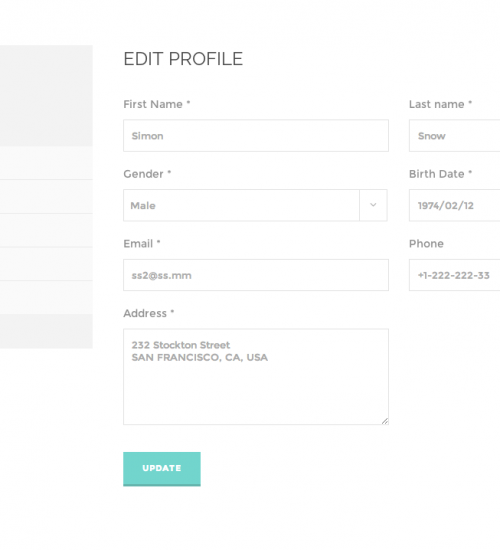 EDIT PROFILE
First Name * Last name *
Simon Snow
Gender * Birth Date *
Male 1974/02/12
Email * Phone
ss2@ss.mm +1-222-222-33
Address *
232 Stockton Street
SAN FRANCISCO, CA, USA
UPDATE